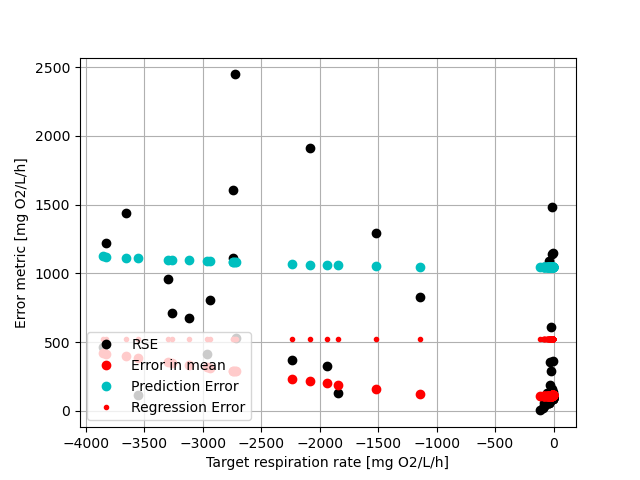 2500
2000
1500
1000
500
0
Error metric [mg O2/L/h]
RSE
Error in mean
Prediction Error
Regression Error
−4000 −3500 −3000 −2500 −2000 −1500 −1000 −500 0
Target respiration rate [mg O2/L/h]